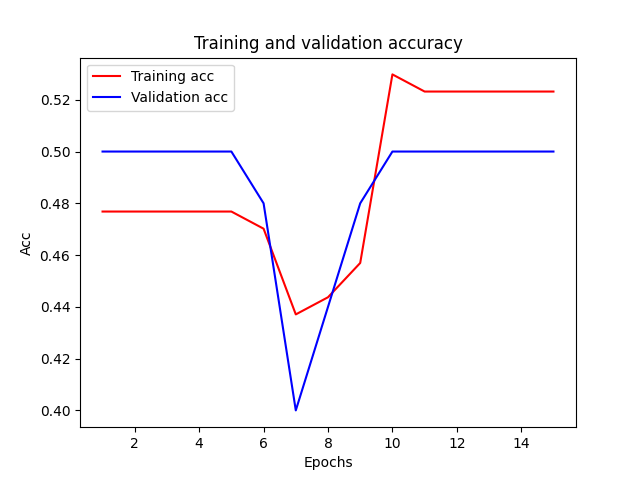 Training and validation accuracy
Training acc
Validation acc
0.52
0.50
0.48
0.46
0.44
0.42
0.40
Acc
2 4 6 8 10 12 14
Epochs